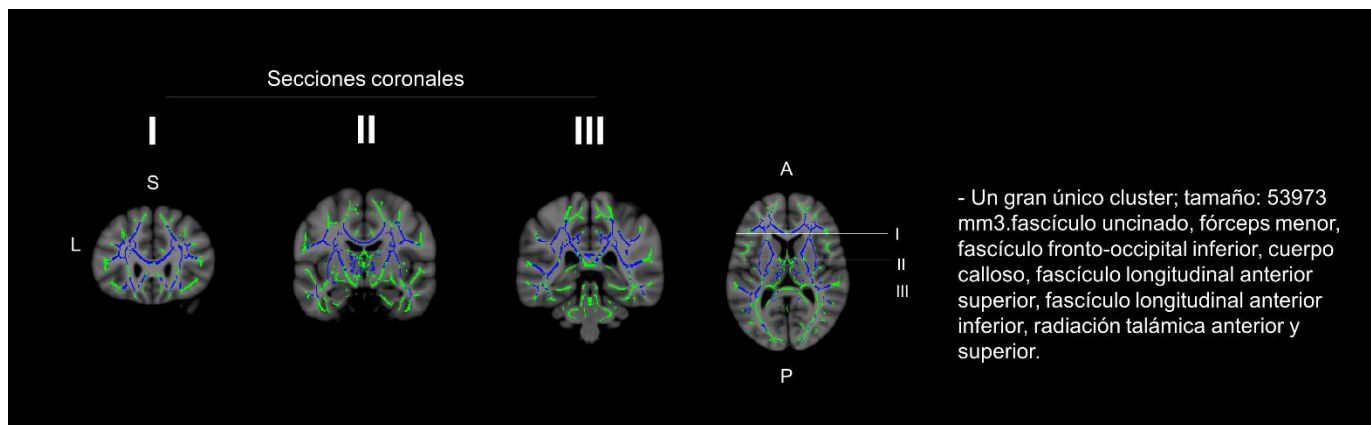 Secciones coronales
I
II
III
S
L
A
I
II
III
P
- Un gran único cluster; tamaño: 53973
mm3.fascículo uncinado, fórceps menor,
fascículo fronto-occipital inferior, cuerpo
calloso, fascículo longitudinal anterior
superior, fascículo longitudinal anterior
inferior, radiación talámica anterior y
superior.